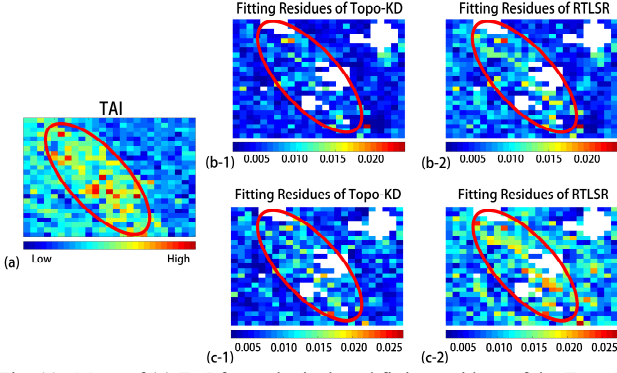 Fitting Residues of Topo-KD
Fitting Residues of RTLSR
TAI
(b-1) 0.005 0.010 0.015 0.020
(b-2) 0.005 0.010 0.015 0.020
Fitting Residues of Topo-KD
Fitting Residues of RTLSR
(a) Low High
0.005 0.010 0.015 0.020 0.025
0.005 0.010 0.015 0.020 0.025
(c-1)
(c-2)